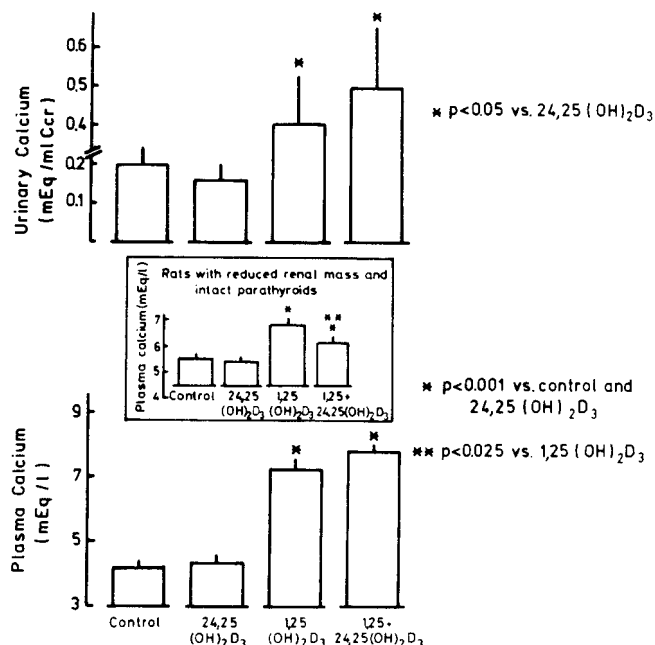 Urinary Calcium
(mEq/mlCcr)
0.6
0.5
0.4
0.2
0.1
*
*
* p<0.05 vs. 24,25(OH)₂D₃
Rats with reduced renal mass and
intact parathyroids
Plasma calcium(mEq/l)
7
6
5
4
*
**
*
Control
24,25
(OH)₂D₃
1,25
(OH)₂D₃
1,25+
24,25(OH)₂D₃
* p<0.001 vs. control and
24,25(OH)₂D₃
** p<0.025 vs. 1,25(OH)₂D₃
Plasma Calcium
(mEq/l)
9
7
5
3
*
*
Control
24,25
(OH)₂D₃
1,25
(OH)₂D₃
1,25+
24,25(OH)₂D₃